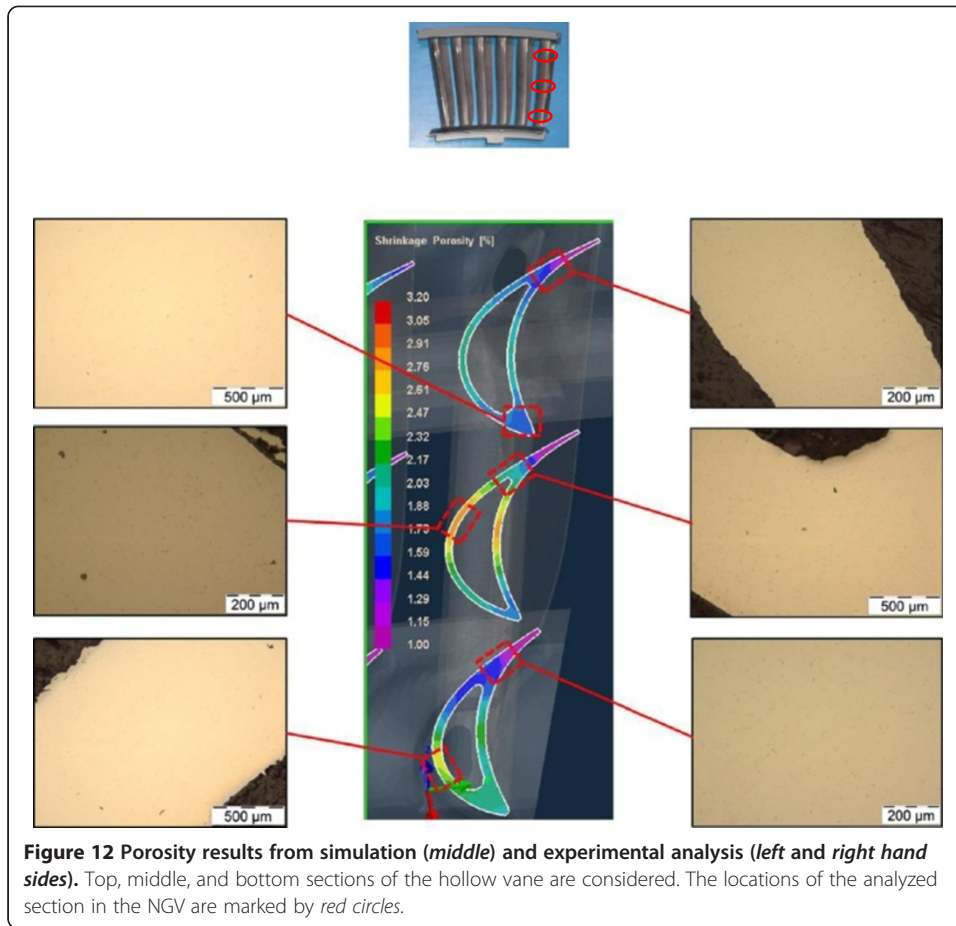 Shrinkage Porosity [%]
3.20
3.05
2.91
2.76
2.61
2.47
2.32
2.17
2.03
1.88
1.73
1.59
1.44
1.29
1.15
1.00
500 µm
200 µm
200 µm
500 µm
500 µm
200 µm
Figure 12 Porosity results from simulation (middle) and experimental analysis (left and right hand
sides). Top, middle, and bottom sections of the hollow vane are considered. The locations of the analyzed
section in the NGV are marked by red circles.